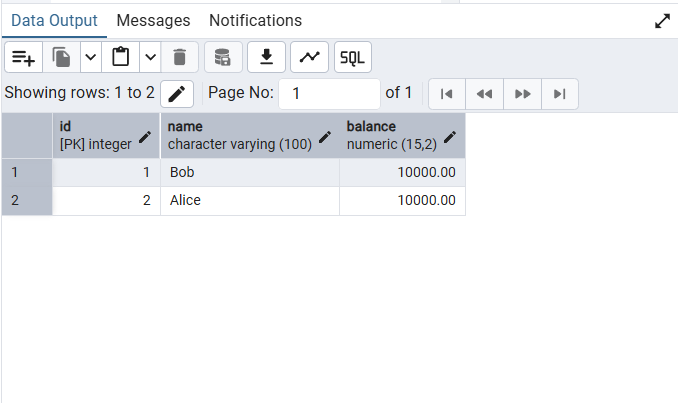 Data Output Messages Notifications
SQL
Showing rows: 1 to 2 Page No: 1 of 1
id name balance
[PK] integer character varying (100) numeric (15,2)
1 1 Bob 10000.00
2 2 Alice 10000.00